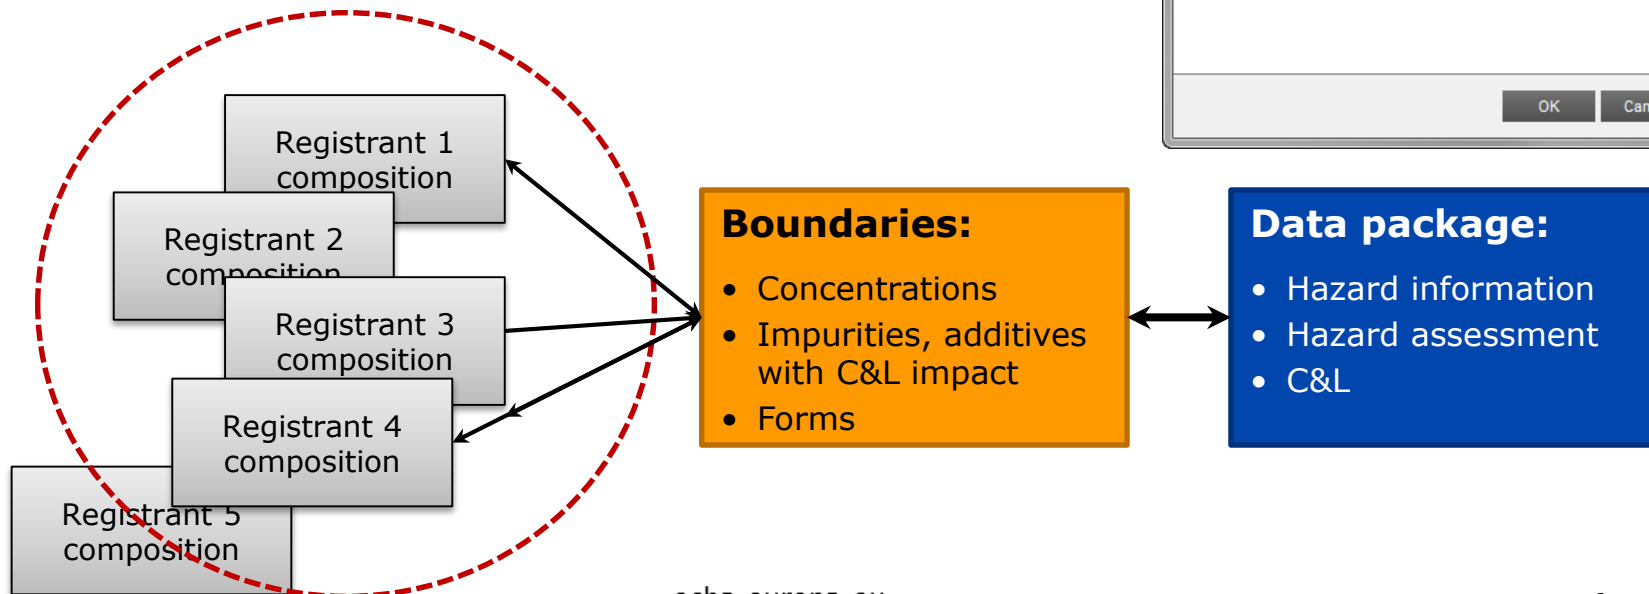 OK
Registrant 1
composition
Registrant 2
composition
Registrant 3
composition
Registrant 4
composition
Registrant 5
composition
Boundaries:
• Concentrations
• Impurities, additives
with C&L impact
• Forms
Data package:
• Hazard information
• Hazard assessment
• C&L